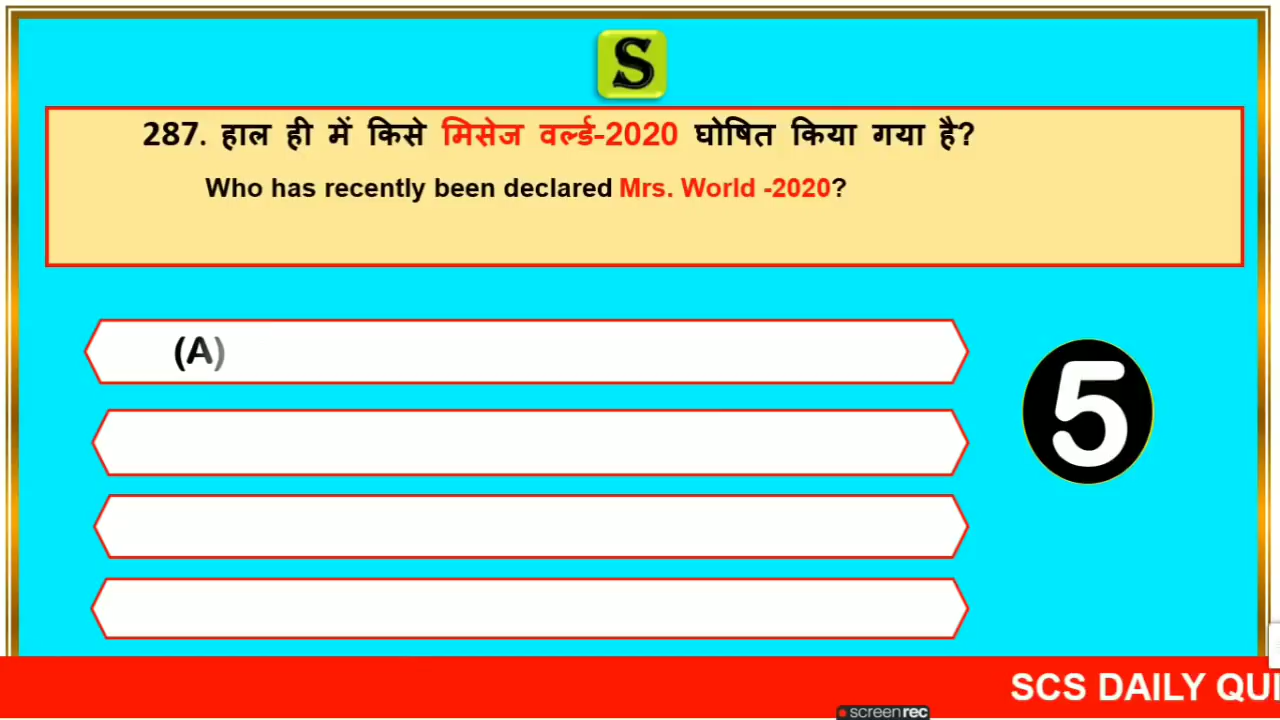 S
287. हाल ही में किसे मिसेज वर्ल्ड-2020 घोषित किया गया है?
Who has recently been declared Mrs. World -2020?
(A)
5
SCS DAILY QUI
screenrec